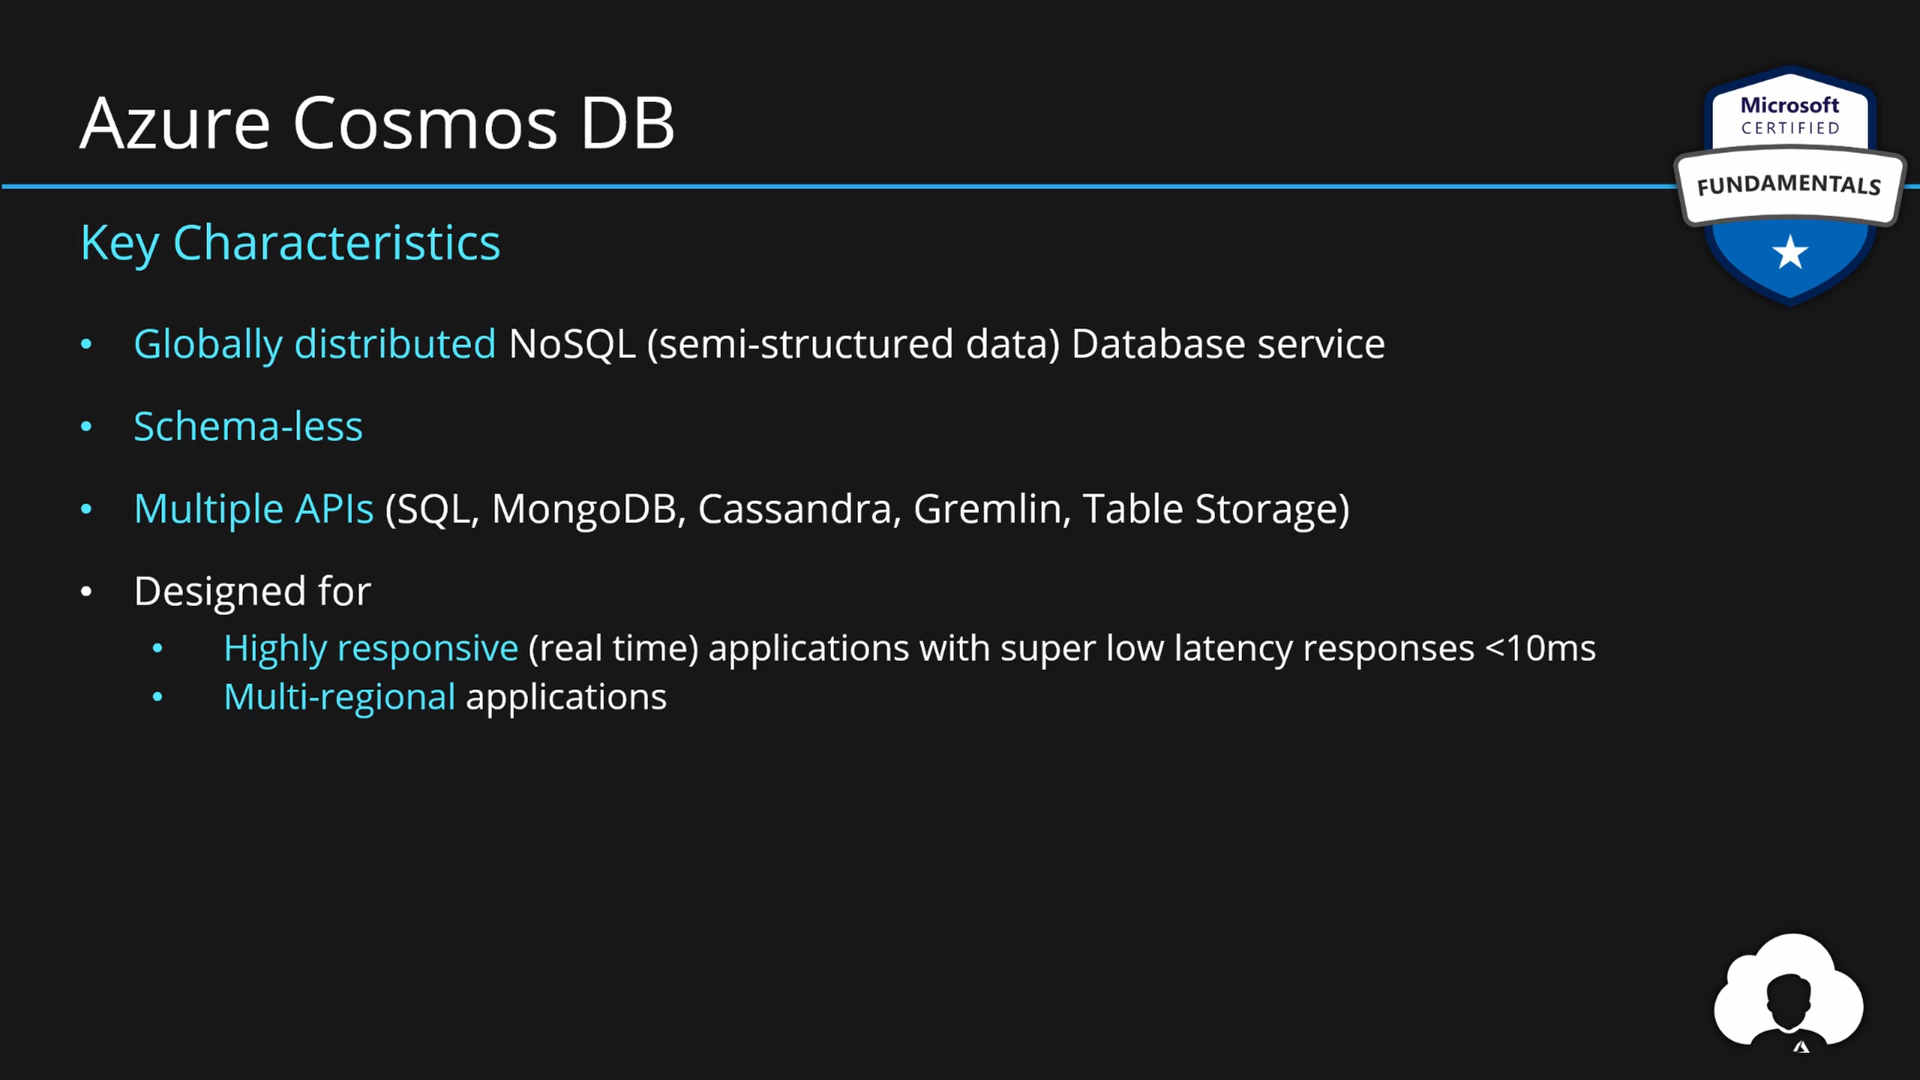 Azure Cosmos DB
Microsoft
CERTIFIED
FUNDAMENTALS
Key Characteristics
• Globally distributed NoSQL (semi-structured data) Database service
• Schema-less
• Multiple APIs (SQL, MongoDB, Cassandra, Gremlin, Table Storage)
• Designed for
• Highly responsive (real time) applications with super low latency responses <10ms
• Multi-regional applications